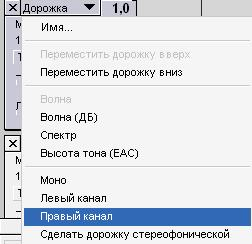 Дорожка 1,0
Имя...
Переместить дорожку вверх
Переместить дорожку вниз
Волна
Волна (ДБ)
Спектр
Высота тона (EAC)
Моно
Левый канал
Правый канал
Сделать дорожку стереофонической